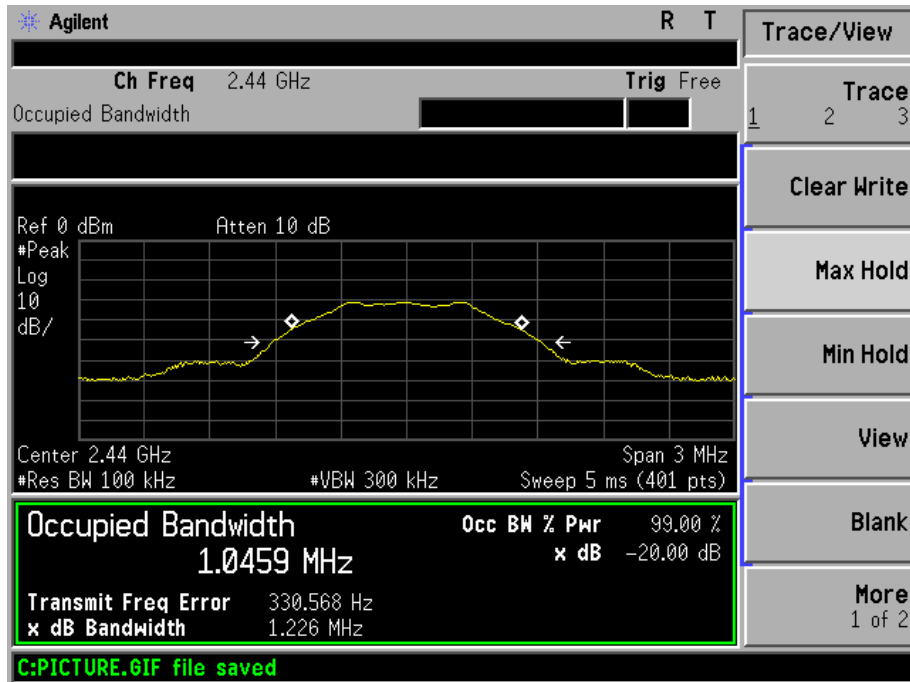 Agilent R T
Ch Freq 2.44 GHz Trig Free
Occupied Bandwidth
Ref 0 dBm Atten 10 dB
#Peak
Log
10
dB/
Center 2.44 GHz Span 3 MHz
#Res BW 100 kHz #VBW 300 kHz Sweep 5 ms (401 pts)
Occupied Bandwidth Occ BW % Pwr 99.00 %
1.0459 MHz x dB -20.00 dB
Transmit Freq Error 330.568 Hz
x dB Bandwidth 1.226 MHz
C:PICTURE.GIF file saved
Trace/View
Trace
1 2 3
Clear Write
Max Hold
Min Hold
View
Blank
More
1 of 2